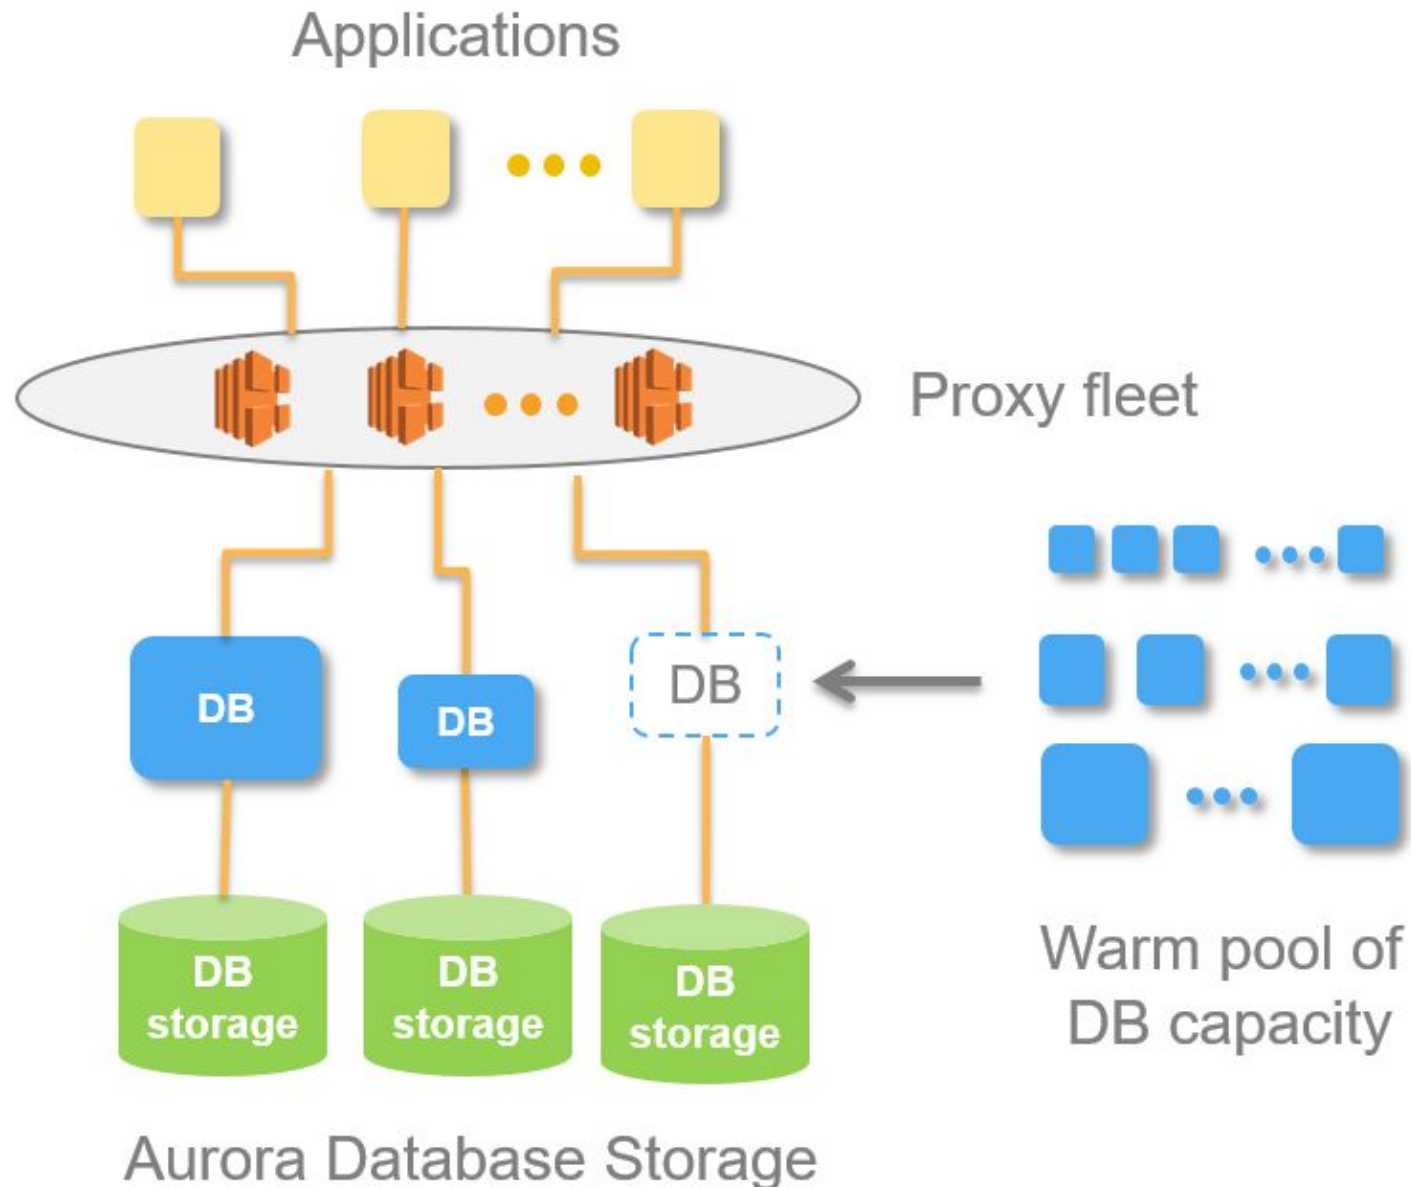 Applications
Proxy fleet
DB
DB
DB
DB
storage
DB
storage
DB
storage
Warm pool of
DB capacity
Aurora Database Storage